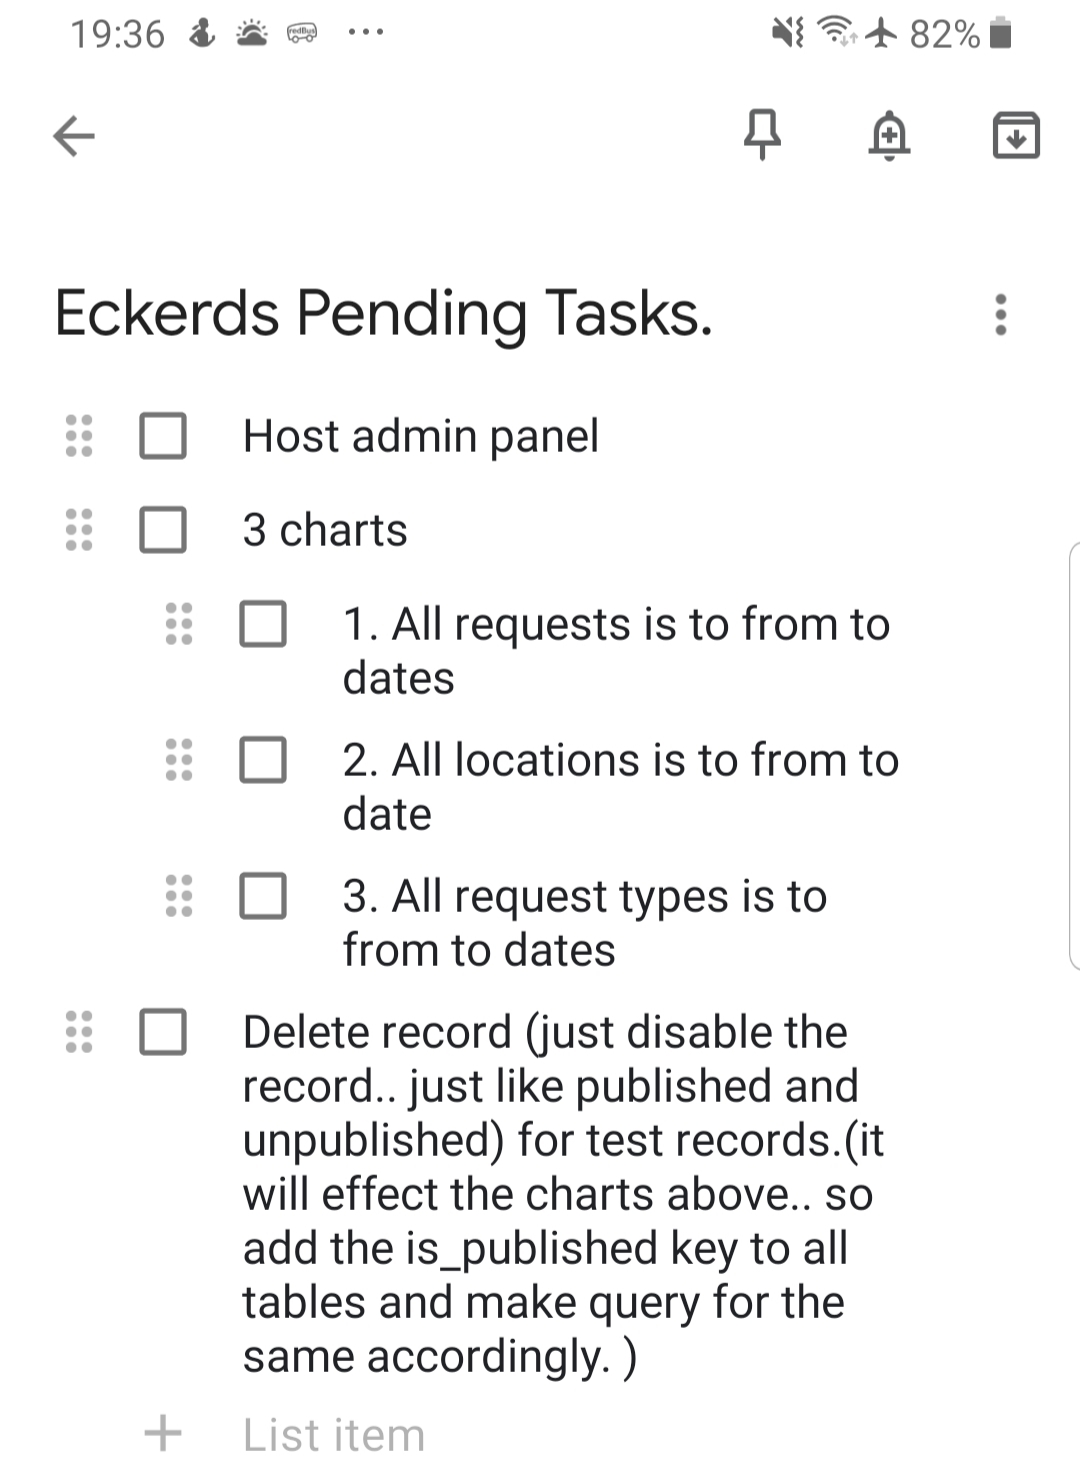 19:36 redBus ... 82%
Eckerds Pending Tasks.
Host admin panel
3 charts
1. All requests is to from to
dates
2. All locations is to from to
date
3. All request types is to
from to dates
Delete record (just disable the
record.. just like published and
unpublished) for test records.(it
will effect the charts above.. so
add the is_published key to all
tables and make query for the
same accordingly. )
+ List item